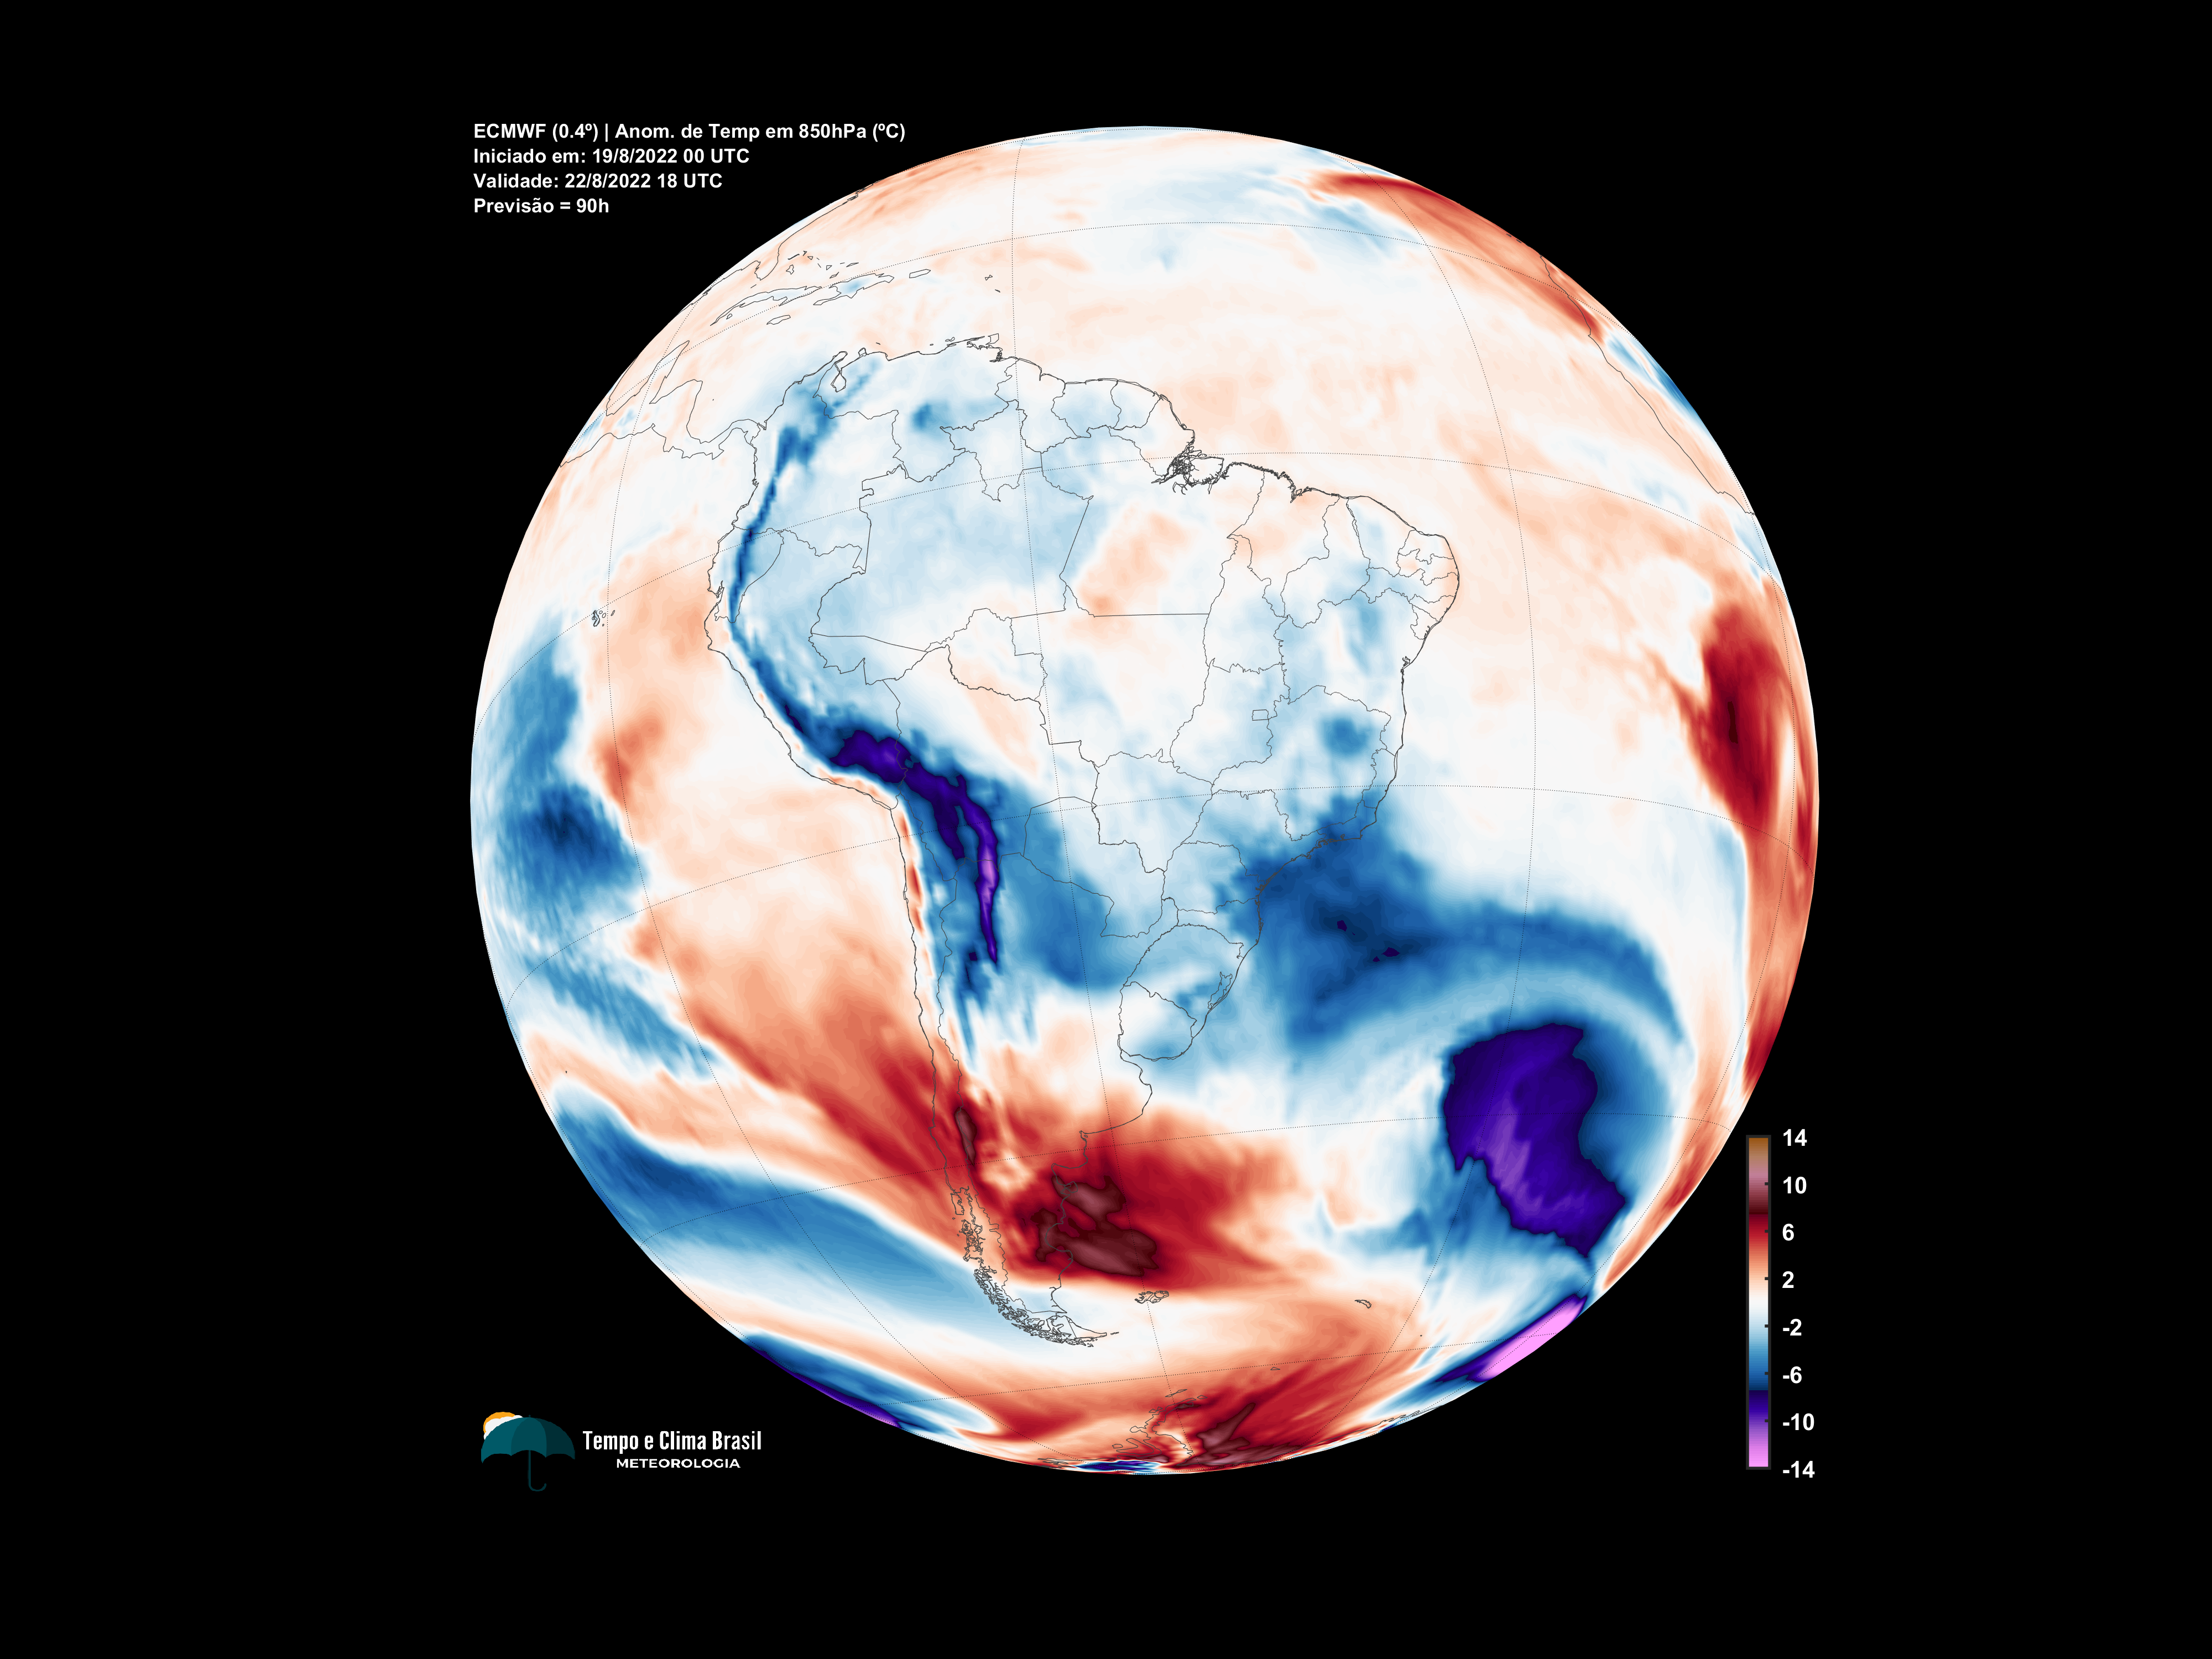 ECMWF (0.4º) | Anom. de Temp em 850hPa (ºC)
Iniciado em: 19/8/2022 00 UTC
Validade: 22/8/2022 18 UTC
Previsão = 90h
14
10
6
2
-2
-6
-10
-14
Tempo e Clima Brasil
METEOROLOGIA